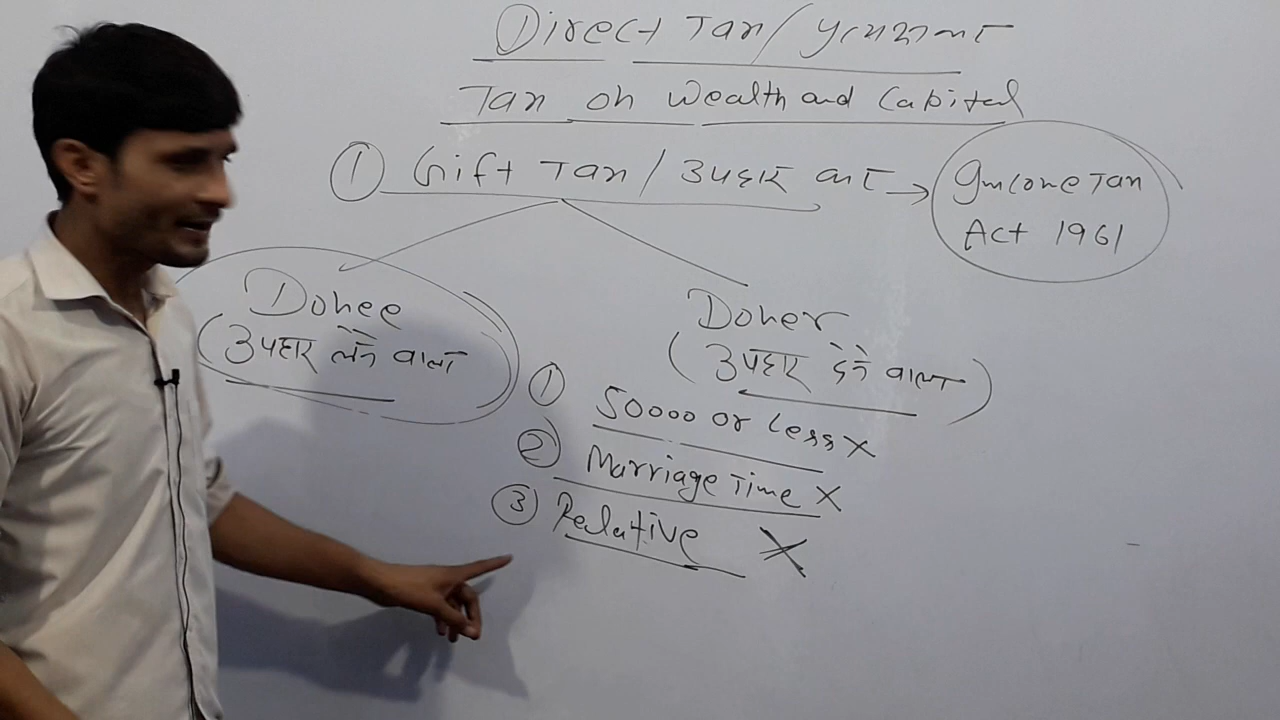 ① Direct Tax/ प्रत्यक्ष कर
Tax on Wealth and Capital
① Gift Tax / उपहार कर → Income Tax
Act 1961
Donee
(उपहार लेने वाला
Doner
(उपहार देने वाला)
① 50000 or Less X
② Marriage Time X
③ Relative X